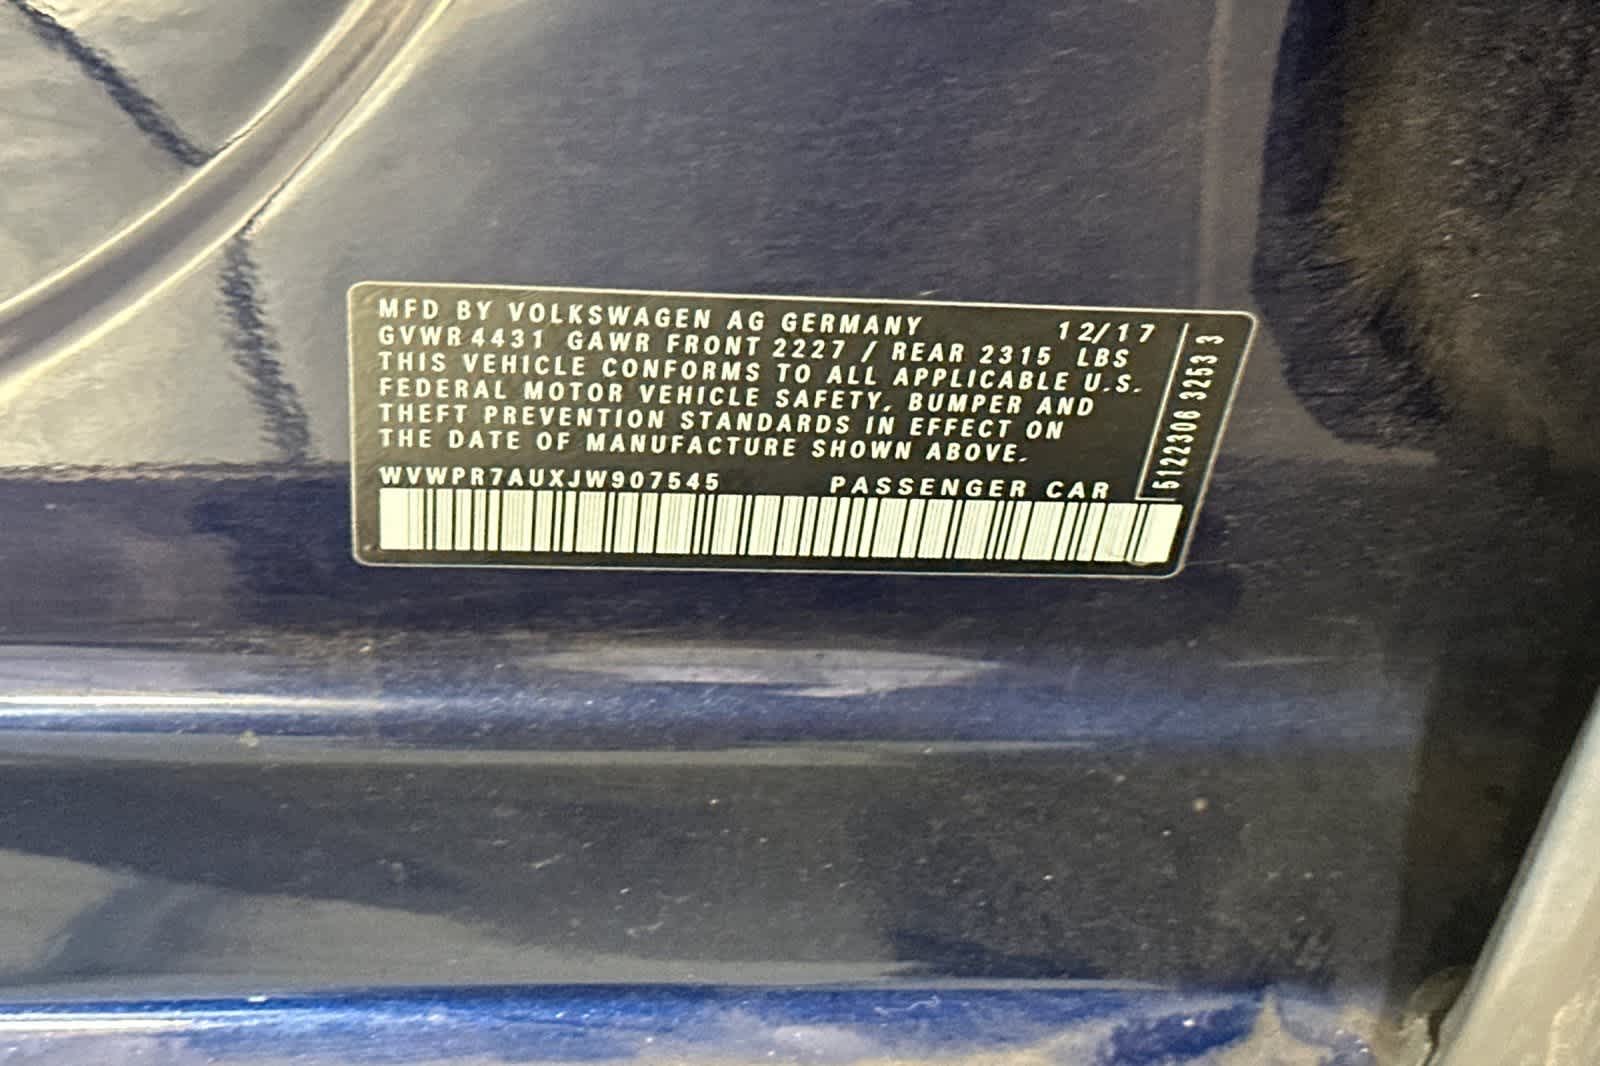 MFD BY VOLKSWAGEN AG GERMANY 12/17
GVWR 4431 GAWR FRONT 2227 / REAR 2315 LBS
THIS VEHICLE CONFORMS TO ALL APPLICABLE U.S.
FEDERAL MOTOR VEHICLE SAFETY, BUMPER AND
THEFT PREVENTION STANDARDS IN EFFECT ON
THE DATE OF MANUFACTURE SHOWN ABOVE.
WVWPR7AUXJW907545 PASSENGER CAR
5122306 3253 3